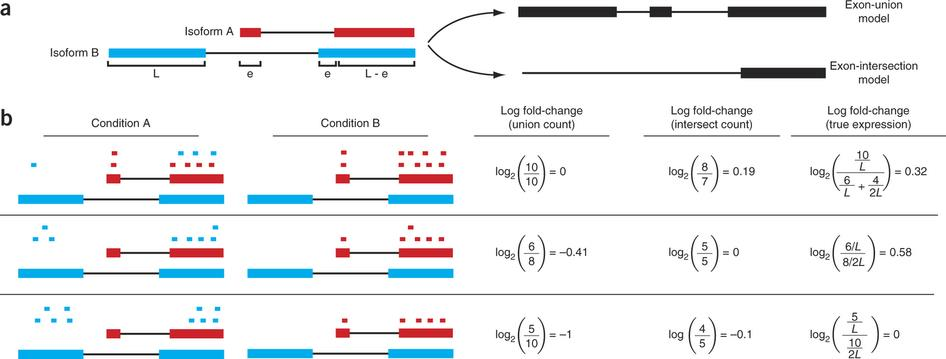 a
Isoform A
Isoform B
L
e
e
L - e
Exon-union
model
Exon-intersection
model
b
Condition A
Condition B
Log fold-change
(union count)
Log fold-change
(intersect count)
Log fold-change
(true expression)
log2(10/10) = 0
log2(8/7) = 0.19
log2(10/L / 6/L + 4/2L) = 0.32
log2(6/8) = –0.41
log2(5/5) = 0
log2(6/L / 8/2L) = 0.58
log2(5/10) = –1
log(4/5) = –0.1
log2(5/L / 10/2L) = 0